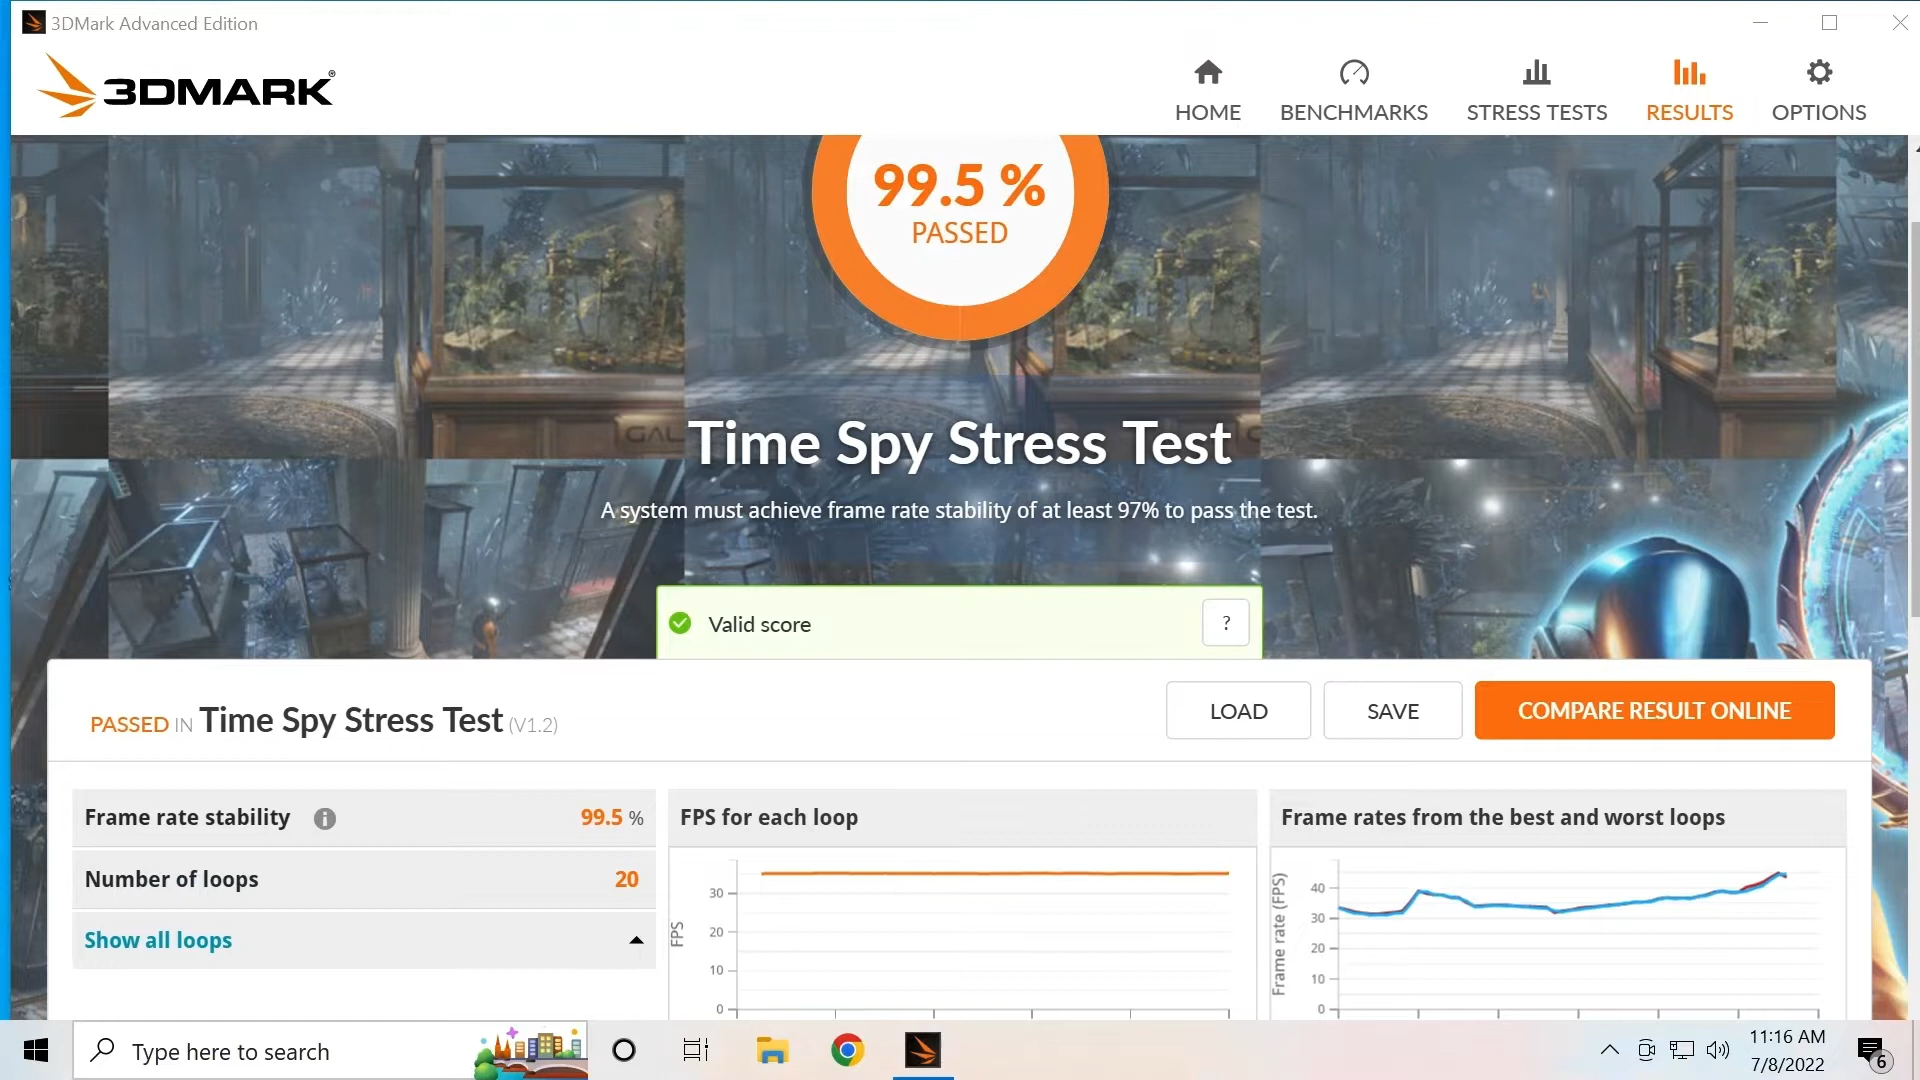 3DMark Advanced Edition
3DMARK®
HOME
BENCHMARKS
STRESS TESTS
RESULTS
OPTIONS
99.5 %
PASSED
GAL
Time Spy Stress Test
A system must achieve frame rate stability of at least 97% to pass the test.
Valid score
?
PASSED IN Time Spy Stress Test (V1.2)
LOAD
SAVE
COMPARE RESULT ONLINE
Frame rate stability i 99.5 %
Number of loops 20
Show all loops
FPS for each loop
FPS
30
20
10
0
Frame rates from the best and worst loops
Frame rate (FPS)
40
30
20
10
0
Type here to search
11:16 AM
7/8/2022
6